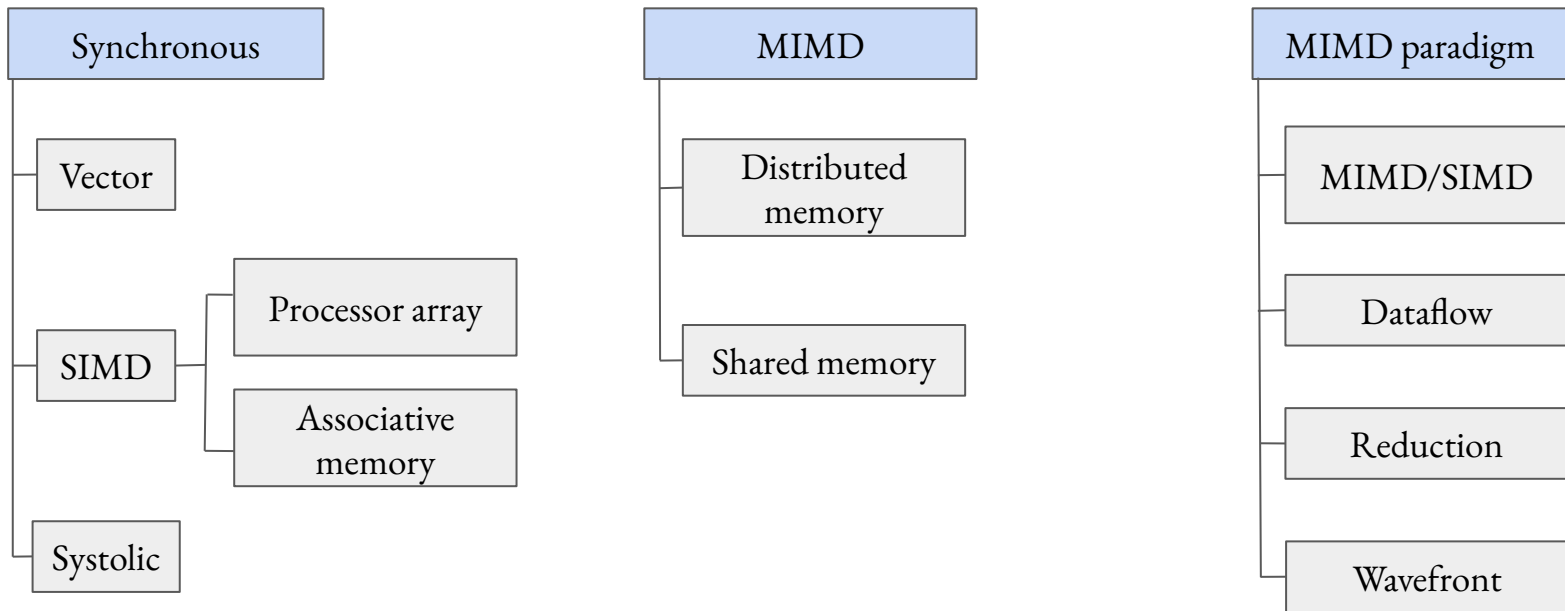 Synchronous
Vector
SIMD
Processor array
Associative
memory
Systolic
MIMD
Distributed
memory
Shared memory
MIMD paradigm
MIMD/SIMD
Dataflow
Reduction
Wavefront